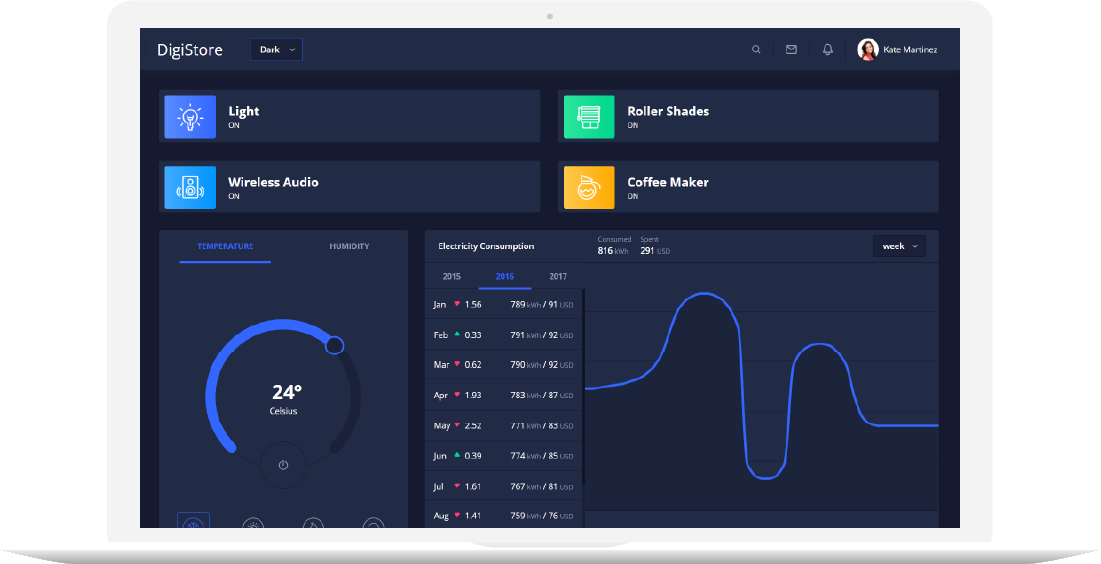 DigiStore
Dark
Kate Martinez
Light
ON
Roller Shades
ON
Wireless Audio
ON
Coffee Maker
ON
TEMPERATURE HUMIDITY
24°
Celsius
Electricity Consumption
Consumed
816 kWh
Spent
291 USD
week
2015 2016 2017
Jan 1.56 789 kWh / 91 USD
Feb 0.33 791 kWh / 92 USD
Mar 0.62 790 kWh / 92 USD
Apr 1.93 783 kWh / 87 USD
May 2.52 771 kWh / 83 USD
Jun 0.39 774 kWh / 85 USD
Jul 1.61 767 kWh / 81 USD
Aug 1.41 759 kWh / 76 USD